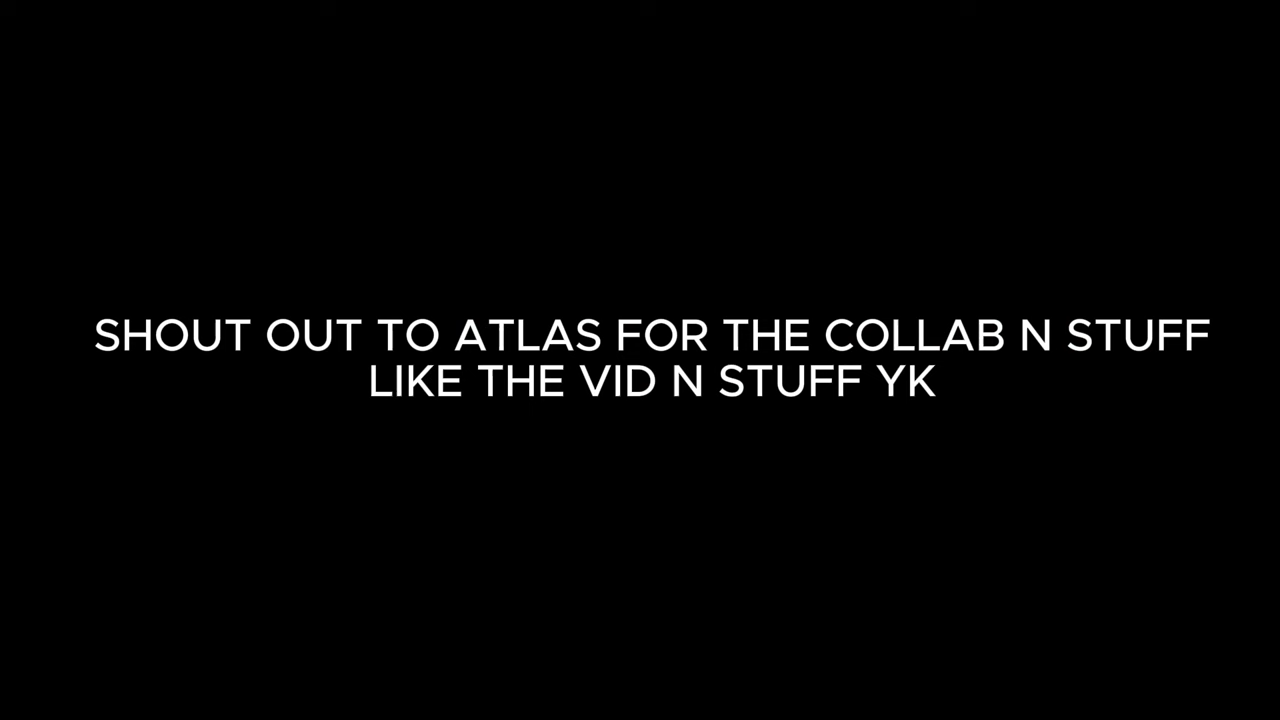 SHOUT OUT TO ATLAS FOR THE COLLAB N STUFF
LIKE THE VID N STUFF YK